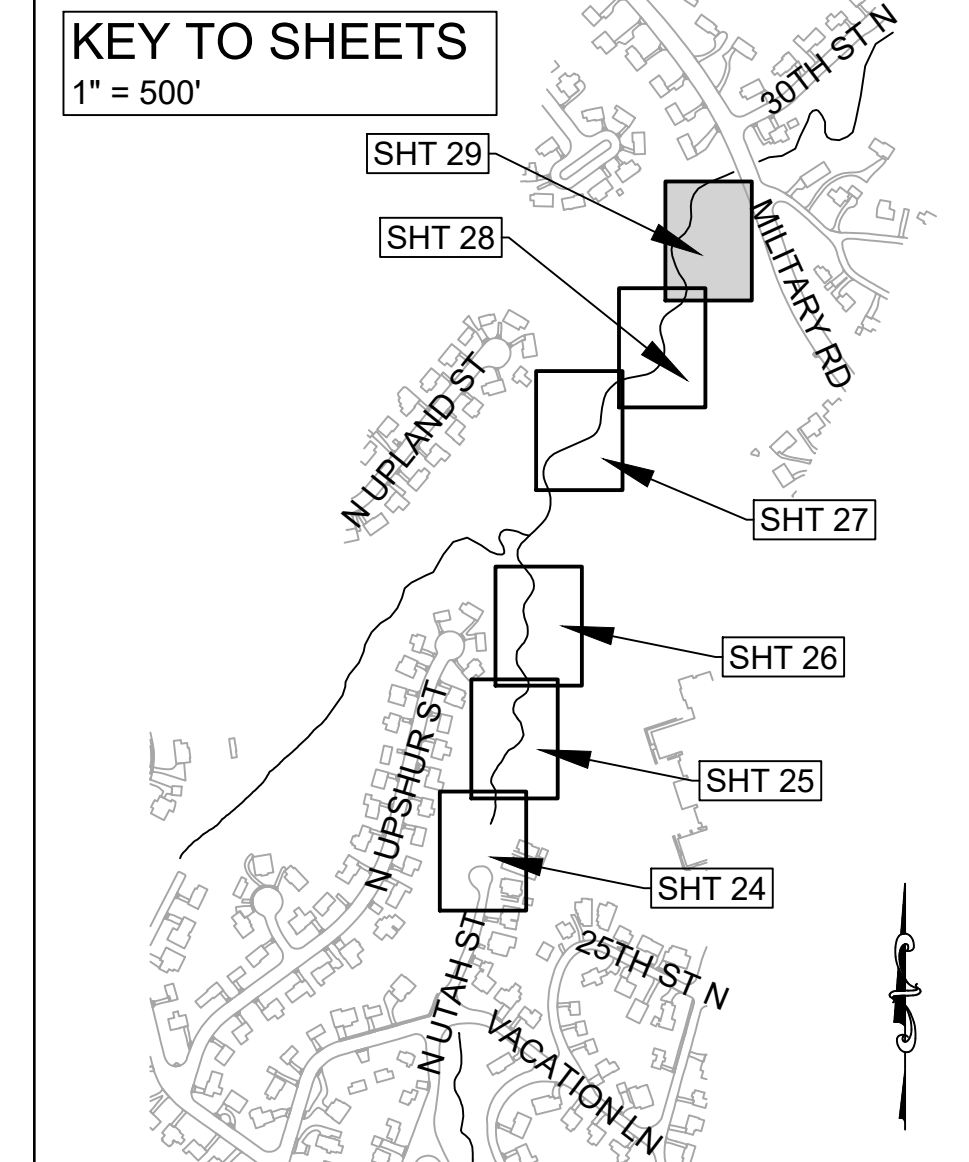 KEY TO SHEETS
1" = 500'
30TH ST N
SHT 29
SHT 28
MILITARY RD
N UPLAND ST
SHT 27
SHT 26
N UPSHUR ST
SHT 25
SHT 24
25TH ST N
N UTAH ST
VACATION LN